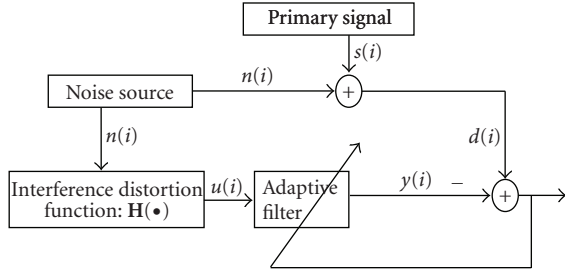 Primary signal
s(i)
n(i)
Noise source
+
n(i)
d(i)
Interference distortion
function: H(•)
u(i)
Adaptive
filter
y(i)
−
+